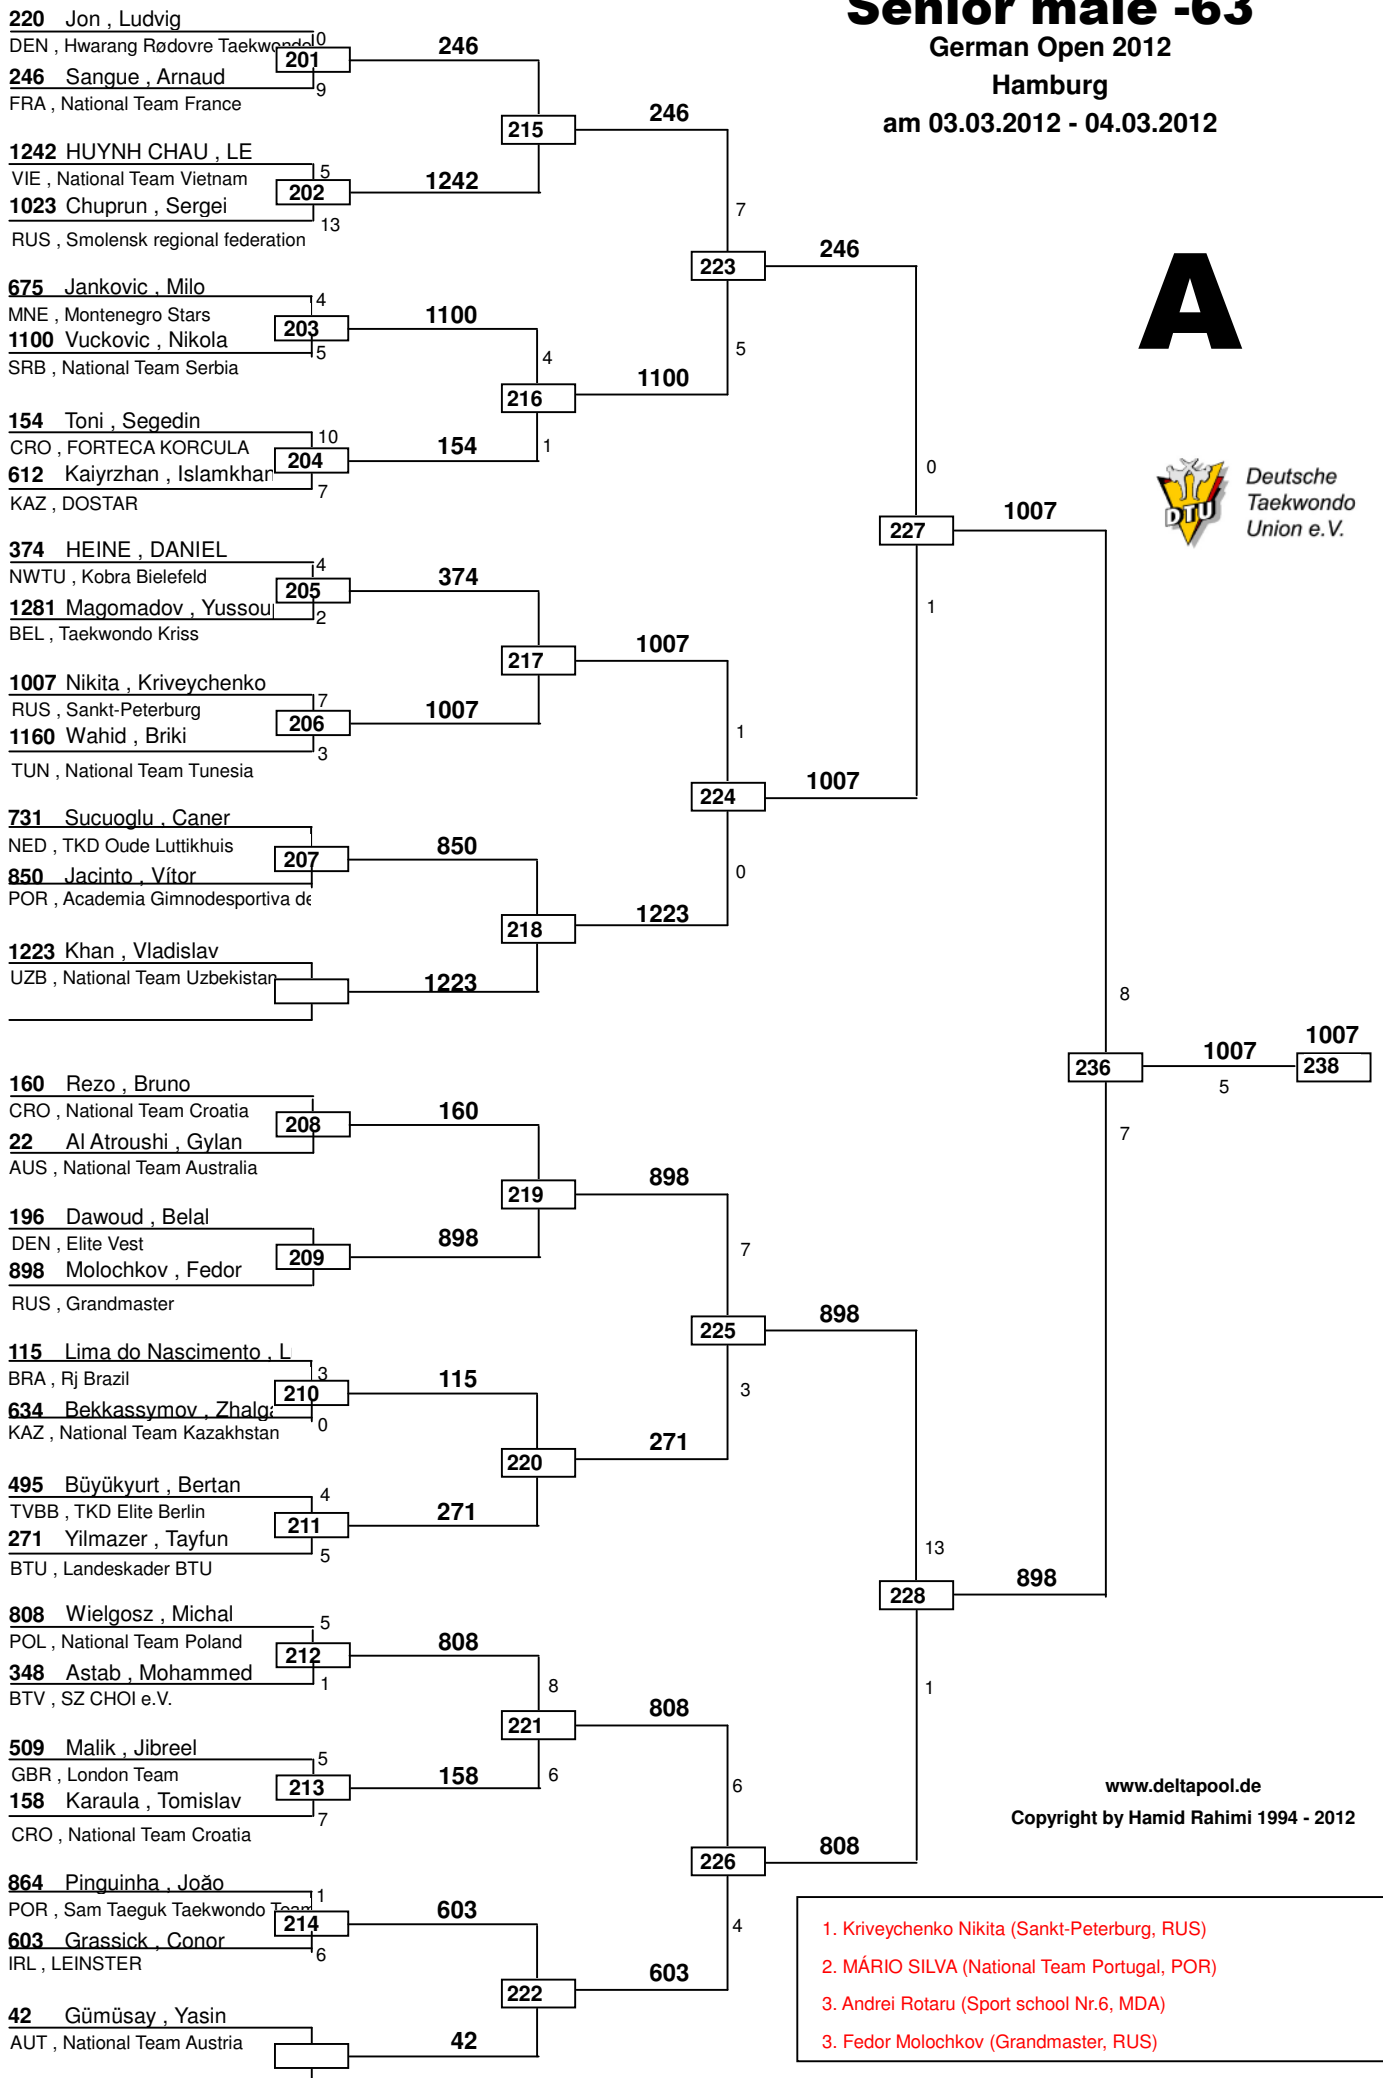 Senior male -63
German Open 2012
Hamburg
am 03.03.2012 - 04.03.2012
A
DTU
Deutsche
Taekwondo
Union e.V.
220 Jon , Ludvig
0
DEN , Hwarang Rødovre Taekwondo
201
246
246 Sangue , Arnaud
9
FRA , National Team France
215
246
1242 HUYNH CHAU , LE
5
VIE , National Team Vietnam
202
1242
1023 Chuprun , Sergei
13
RUS , Smolensk regional federation
7
223
246
675 Jankovic , Milo
4
MNE , Montenegro Stars
203
1100
1100 Vuckovic , Nikola
5
SRB , National Team Serbia
4
5
216
1100
154 Toni , Segedin
10
CRO , FORTECA KORCULA
204
154
1
612 Kaiyrzhan , Islamkhan
7
KAZ , DOSTAR
0
227
1007
374 HEINE , DANIEL
4
NWTU , Kobra Bielefeld
205
374
1281 Magomadov , Yussou
2
1
BEL , Taekwondo Kriss
217
1007
1007 Nikita , Kriveychenko
7
RUS , Sankt-Peterburg
206
1007
1160 Wahid , Briki
3
1
TUN , National Team Tunesia
224
1007
731 Sucuoglu , Caner
NED , TKD Oude Luttikhuis
207
850
850 Jacinto , Vítor
0
POR , Academia Gimnodesportiva de
218
1223
1223 Khan , Vladislav
UZB , National Team Uzbekistan
1223
8
236
1007
5
1007
238
7
160 Rezo , Bruno
CRO , National Team Croatia
208
160
22 Al Atroushi , Gylan
AUS , National Team Australia
219
898
196 Dawoud , Belal
DEN , Elite Vest
209
898
7
898 Molochkov , Fedor
RUS , Grandmaster
225
898
115 Lima do Nascimento , L
3
BRA , Rj Brazil
210
115
3
634 Bekkassymov , Zhalga
0
KAZ , National Team Kazakhstan
220
271
495 Büyükyurt , Bertan
4
TVBB , TKD Elite Berlin
211
271
271 Yilmazer , Tayfun
5
BTU , Landeskader BTU
13
228
898
808 Wielgosz , Michal
5
POL , National Team Poland
212
808
348 Astab , Mohammed
1
BTV , SZ CHOI e.V.
8
1
221
808
509 Malik , Jibreel
5
GBR , London Team
213
158
6
6
158 Karaula , Tomislav
7
CRO , National Team Croatia
226
808
864 Pinguinha , João
1
POR , Sam Taeguk Taekwondo Team
214
603
4
603 Grassick , Conor
6
IRL , LEINSTER
222
603
42 Gümüsay , Yasin
AUT , National Team Austria
42
www.deltapool.de
Copyright by Hamid Rahimi 1994 - 2012
1. Kriveychenko Nikita (Sankt-Peterburg, RUS)
2. MÁRIO SILVA (National Team Portugal, POR)
3. Andrei Rotaru (Sport school Nr.6, MDA)
3. Fedor Molochkov (Grandmaster, RUS)